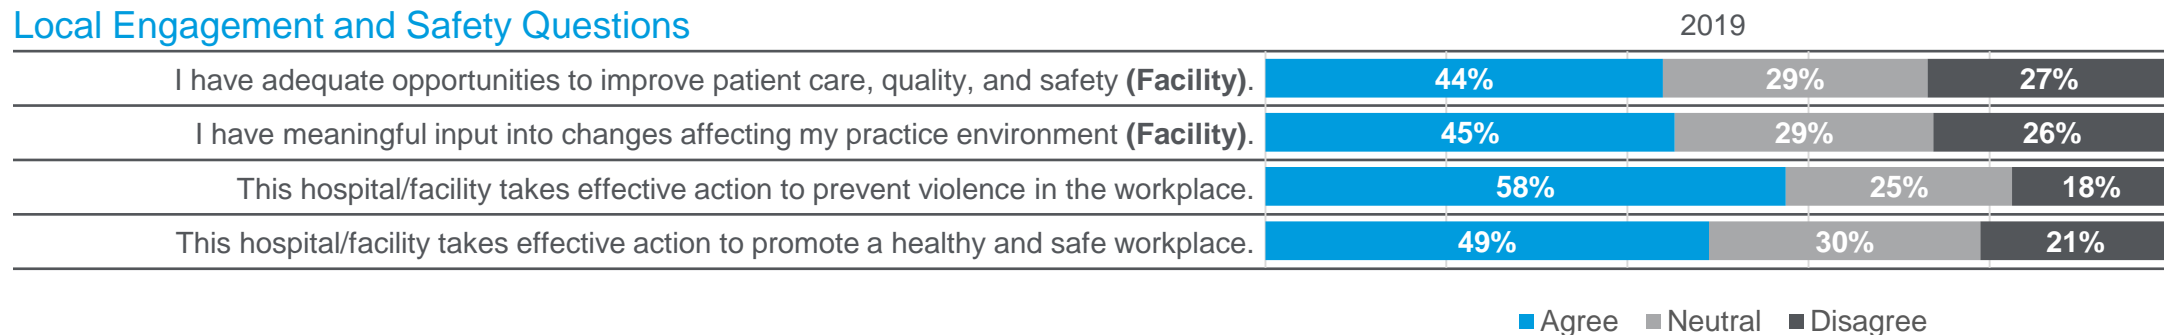 Local Engagement and Safety Questions 2019
I have adequate opportunities to improve patient care, quality, and safety (Facility). 44% 29% 27%
I have meaningful input into changes affecting my practice environment (Facility). 45% 29% 26%
This hospital/facility takes effective action to prevent violence in the workplace. 58% 25% 18%
This hospital/facility takes effective action to promote a healthy and safe workplace. 49% 30% 21%
Agree Neutral Disagree